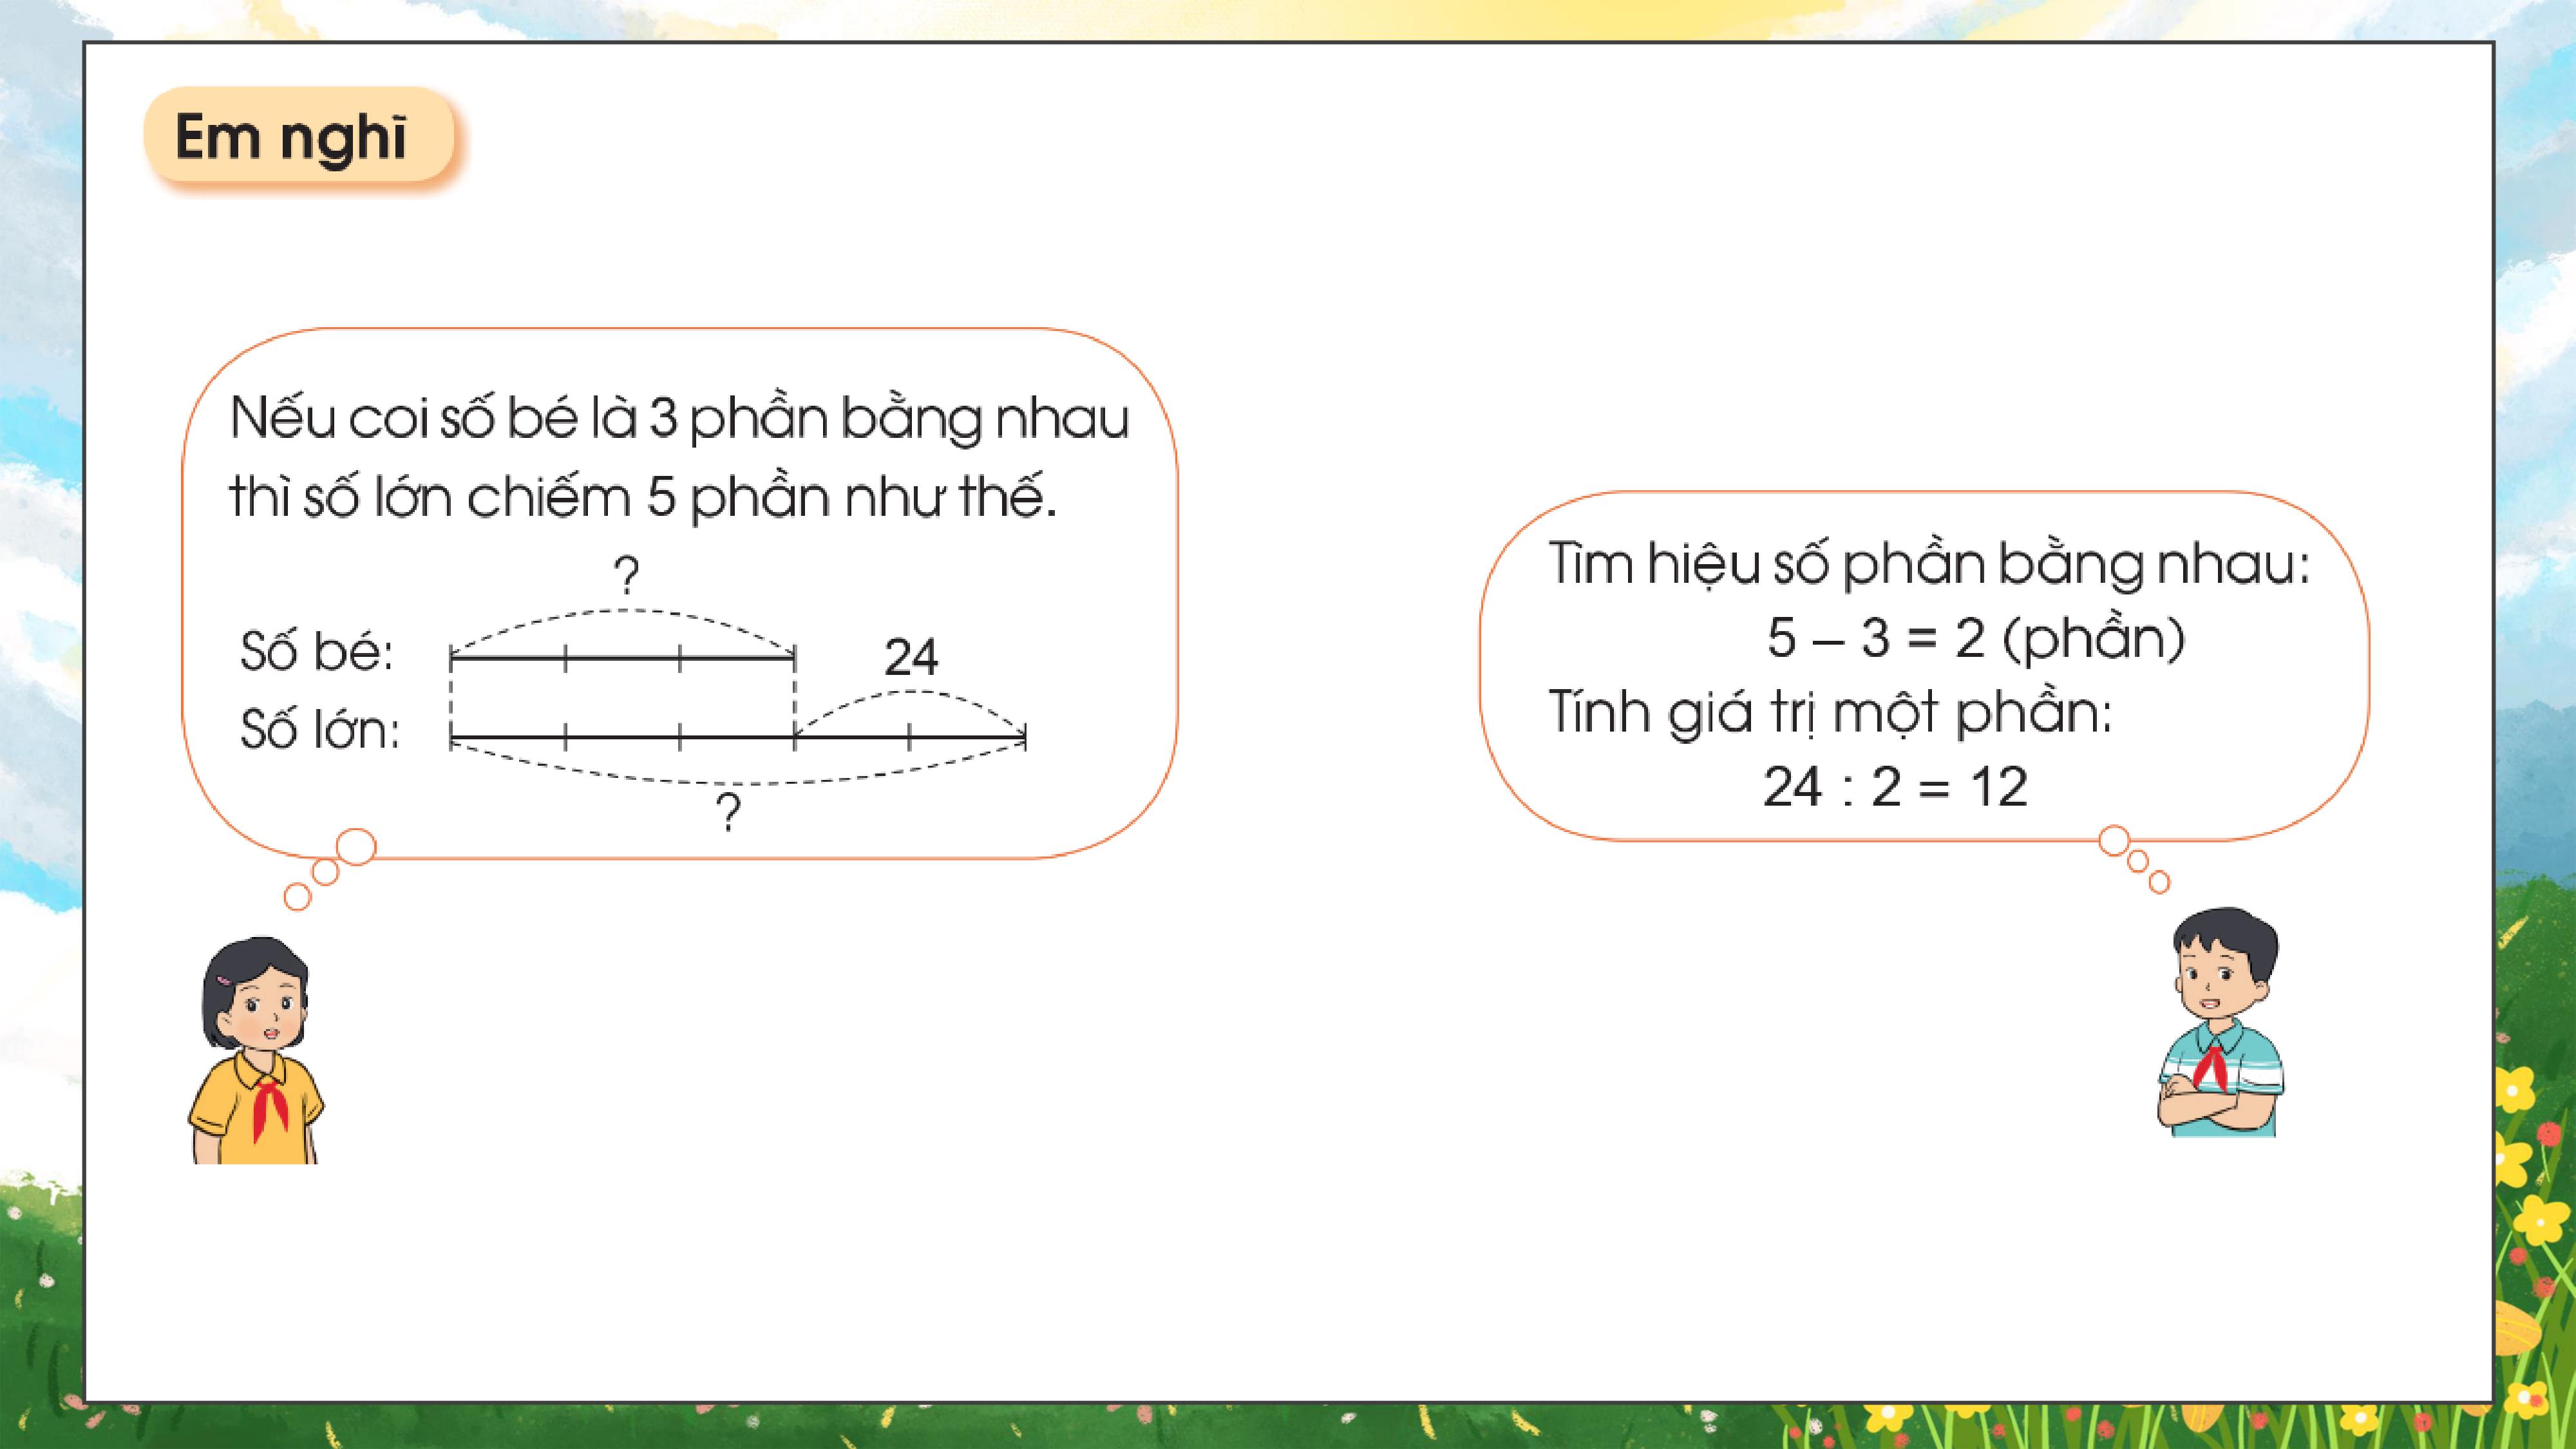 Em nghĩ
Nếu coi số bé là 3 phần bằng nhau
thì số lớn chiếm 5 phần như thế.
?
Số bé:
24
Số lớn:
?
Tìm hiệu số phần bằng nhau:
5 – 3 = 2 (phần)
Tính giá trị một phần:
24 : 2 = 12